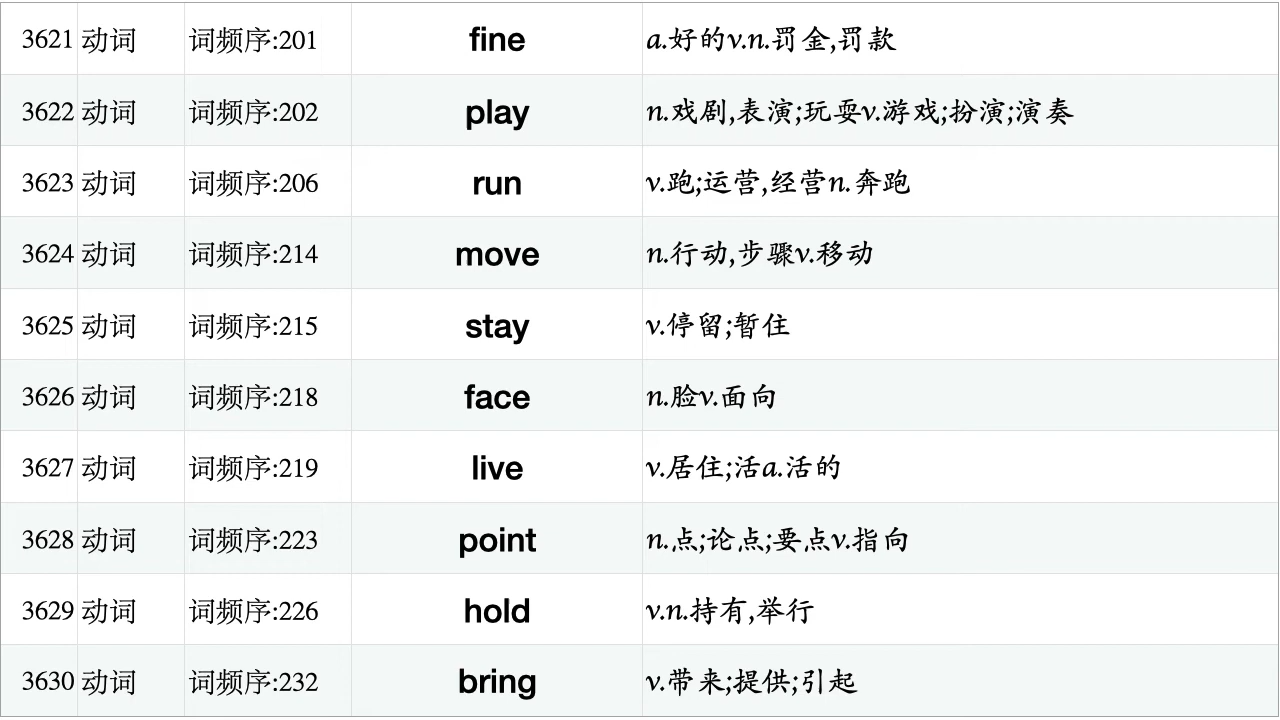 3621 动词 词频序:201 fine a.好的v.n.罚金,罚款
3622 动词 词频序:202 play n.戏剧,表演;玩耍v.游戏;扮演;演奏
3623 动词 词频序:206 run v.跑;运营,经营n.奔跑
3624 动词 词频序:214 move n.行动,步骤v.移动
3625 动词 词频序:215 stay v.停留;暂住
3626 动词 词频序:218 face n.脸v.面向
3627 动词 词频序:219 live v.居住;活a.活的
3628 动词 词频序:223 point n.点;论点;要点v.指向
3629 动词 词频序:226 hold v.n.持有,举行
3630 动词 词频序:232 bring v.带来;提供;引起